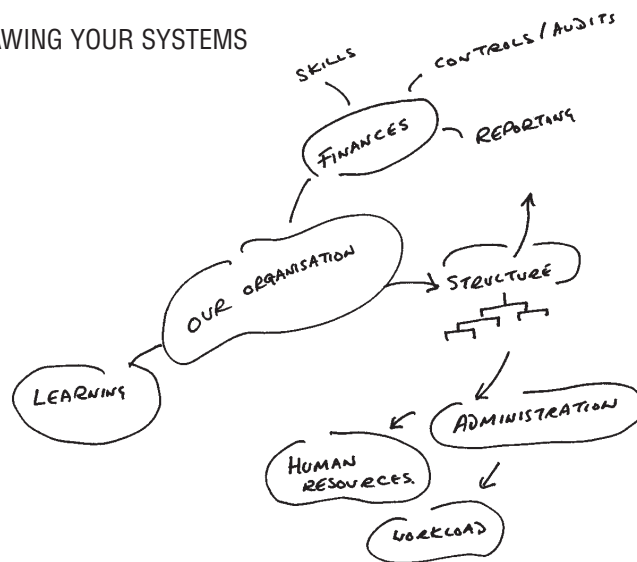 AWING YOUR SYSTEMS
SKILLS
CONTROLS/AUDITS
FINANCES
REPORTING
OUR ORGANISATION
STRUCTURE
LEARNING
ADMINISTRATION
HUMAN
RESOURCES.
WORKLOAD